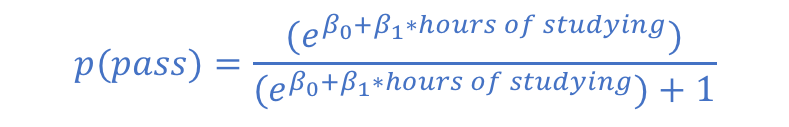 p(pass) = (e^{β₀+β₁*hours of studying}) / (e^{β₀+β₁*hours of studying}) + 1